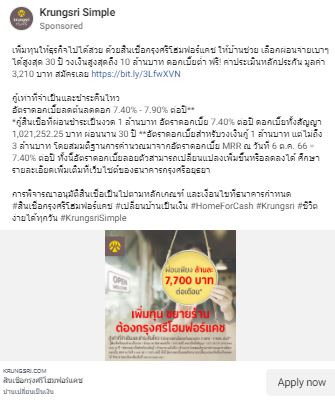 Krungsri Simple
Sponsored
เพิ่มทุนให้ธุรกิจไปได้สวย ด้วยสินเชื่อกรุงศรีโฮมฟอร์แคช ให้บ้านช่วย เลือกผ่อนจ่ายเบาๆ
ได้สูงสุด 30 ปี วงเงินสูงสุดถึง 10 ล้านบาท ดอกเบี้ยต่ำ ฟรี! ค่าประเมินหลักประกัน มูลค่า
3,210 บาท สมัครเลย https://bit.ly/3LfwXVN
กู้เท่าที่จำเป็นและชำระคืนไหว
อัตราดอกเบี้ยลดต้นลดดอก 7.40% - 7.90% ต่อปี**
*กู้สินเชื่อที่ผ่อนชำระเป็นงวด 1 ล้านบาท อัตราดอกเบี้ย 7.40% ต่อปี ดอกเบี้ยทั้งสัญญา
1,021,252.25 บาท ผ่อนนาน 30 ปี **อัตราดอกเบี้ยสำหรับวงเงินกู้ 1 ล้านบาท แต่ไม่ถึง
3 ล้านบาท โดยสมมติฐานการคำนวณมาจากอัตราดอกเบี้ย MRR ณ วันที่ 6 ต.ค. 66 =
7.40% ต่อปี ทั้งนี้อัตราดอกเบี้ยลอยตัวสามารถเปลี่ยนแปลงเพิ่มขึ้นหรือลดลงได้ ศึกษา
รายละเอียดเพิ่มเติมที่เว็บไซต์ของธนาคารกรุงศรีอยุธยา
การพิจารณาอนุมัติสินเชื่อเป็นไปตามหลักเกณฑ์ และเงื่อนไขที่ธนาคารกำหนด
#สินเชื่อกรุงศรีโฮมฟอร์แคช #เปลี่ยนบ้านเป็นเงิน #HomeForCash #Krungsri #ชีวิต
ง่ายได้ทุกวัน #KrungsriSimple
OPEN
ผ่อนเพียง ล้านละ
7,700 บาท
ต่อเดือน*
เพิ่มทุน ขยายร้าน
ต้องกรุงศรีโฮมฟอร์แคช
KRUNGSRI.COM
สินเชื่อกรุงศรีโฮมฟอร์แคช
บ้านเปลี่ยนเป็นเงิน
Apply now